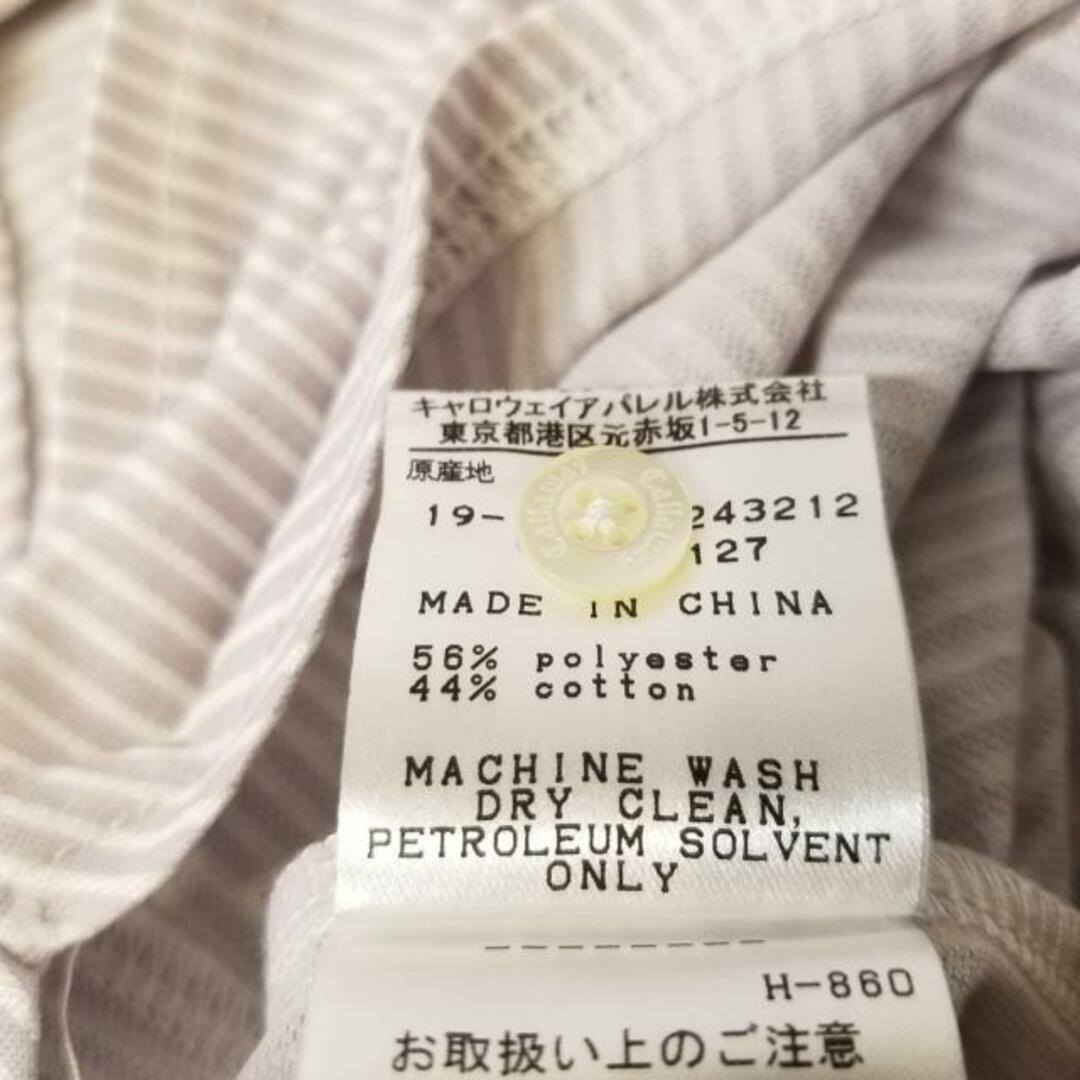 キャロウェイアパレル株式会社
東京都港区元赤坂1-5-12
原産地
19- 243212
127
Callaway
MADE IN CHINA
56% polyester
44% cotton
MACHINE WASH
DRY CLEAN,
PETROLEUM SOLVENT
ONLY
--------
H-860
お取扱い上のご注意